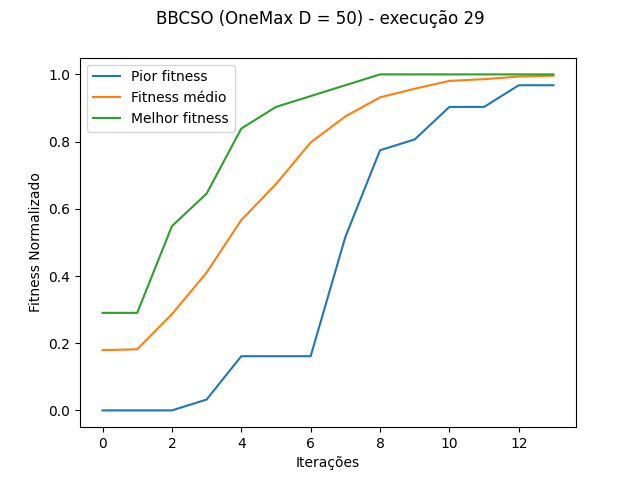 BBCSO (OneMax D = 50) - execução 29
Pior fitness
Fitness médio
Melhor fitness
Fitness Normalizado
1.0
0.8
0.6
0.4
0.2
0.0
0 2 4 6 8 10 12
Iterações